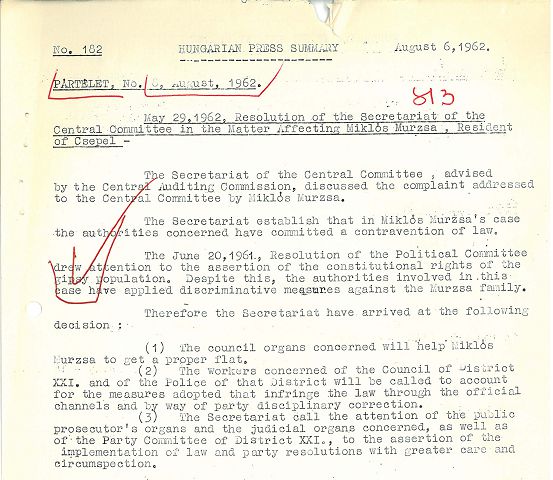 No. 182 HUNGARIAN PRESS SUMMARY August 6,1962.
PARTELET, No. 8, August, 1962.
813
May 29,1962, Resolution of the Secretariat of the
Central Committee in the Matter Affecting Miklós Murzsa , Resident
of Csepel -
The Secretariat of the Central Committee , advised
by the Central Auditing Commission, discussed the complaint addressed
to the Central Committee by Miklós Murzsa.
The Secretariat establish that in Miklós Murzsa's case
the authorities concerned have committed a contravention of law.
The June 20,1961., Resolution of the Political Committee
drew attention to the assertion of the constitutional rights of the
gipsy population. Despite this, the authorities involved in this
case have applied discriminative measures against the Murzsa family.
Therefore the Secretariat have arrived at the following
decision :
(1) The council organs concerned will help Miklós
Murzsa to get a proper flat.
(2) The Workers concerned of the Council of District
XXI. and of the Police of that District will be called to account
for the measures adopted that infringe the law through the official
channels and by way of party disciplinary correction.
(3) The Secretariat call the attention of the public
prosecutor's organs and the judicial organs concerned, as well as
of the Party Committee of District XXI., to the assertion of the
implementation of law and party resolutions with greater care and
circumspection.